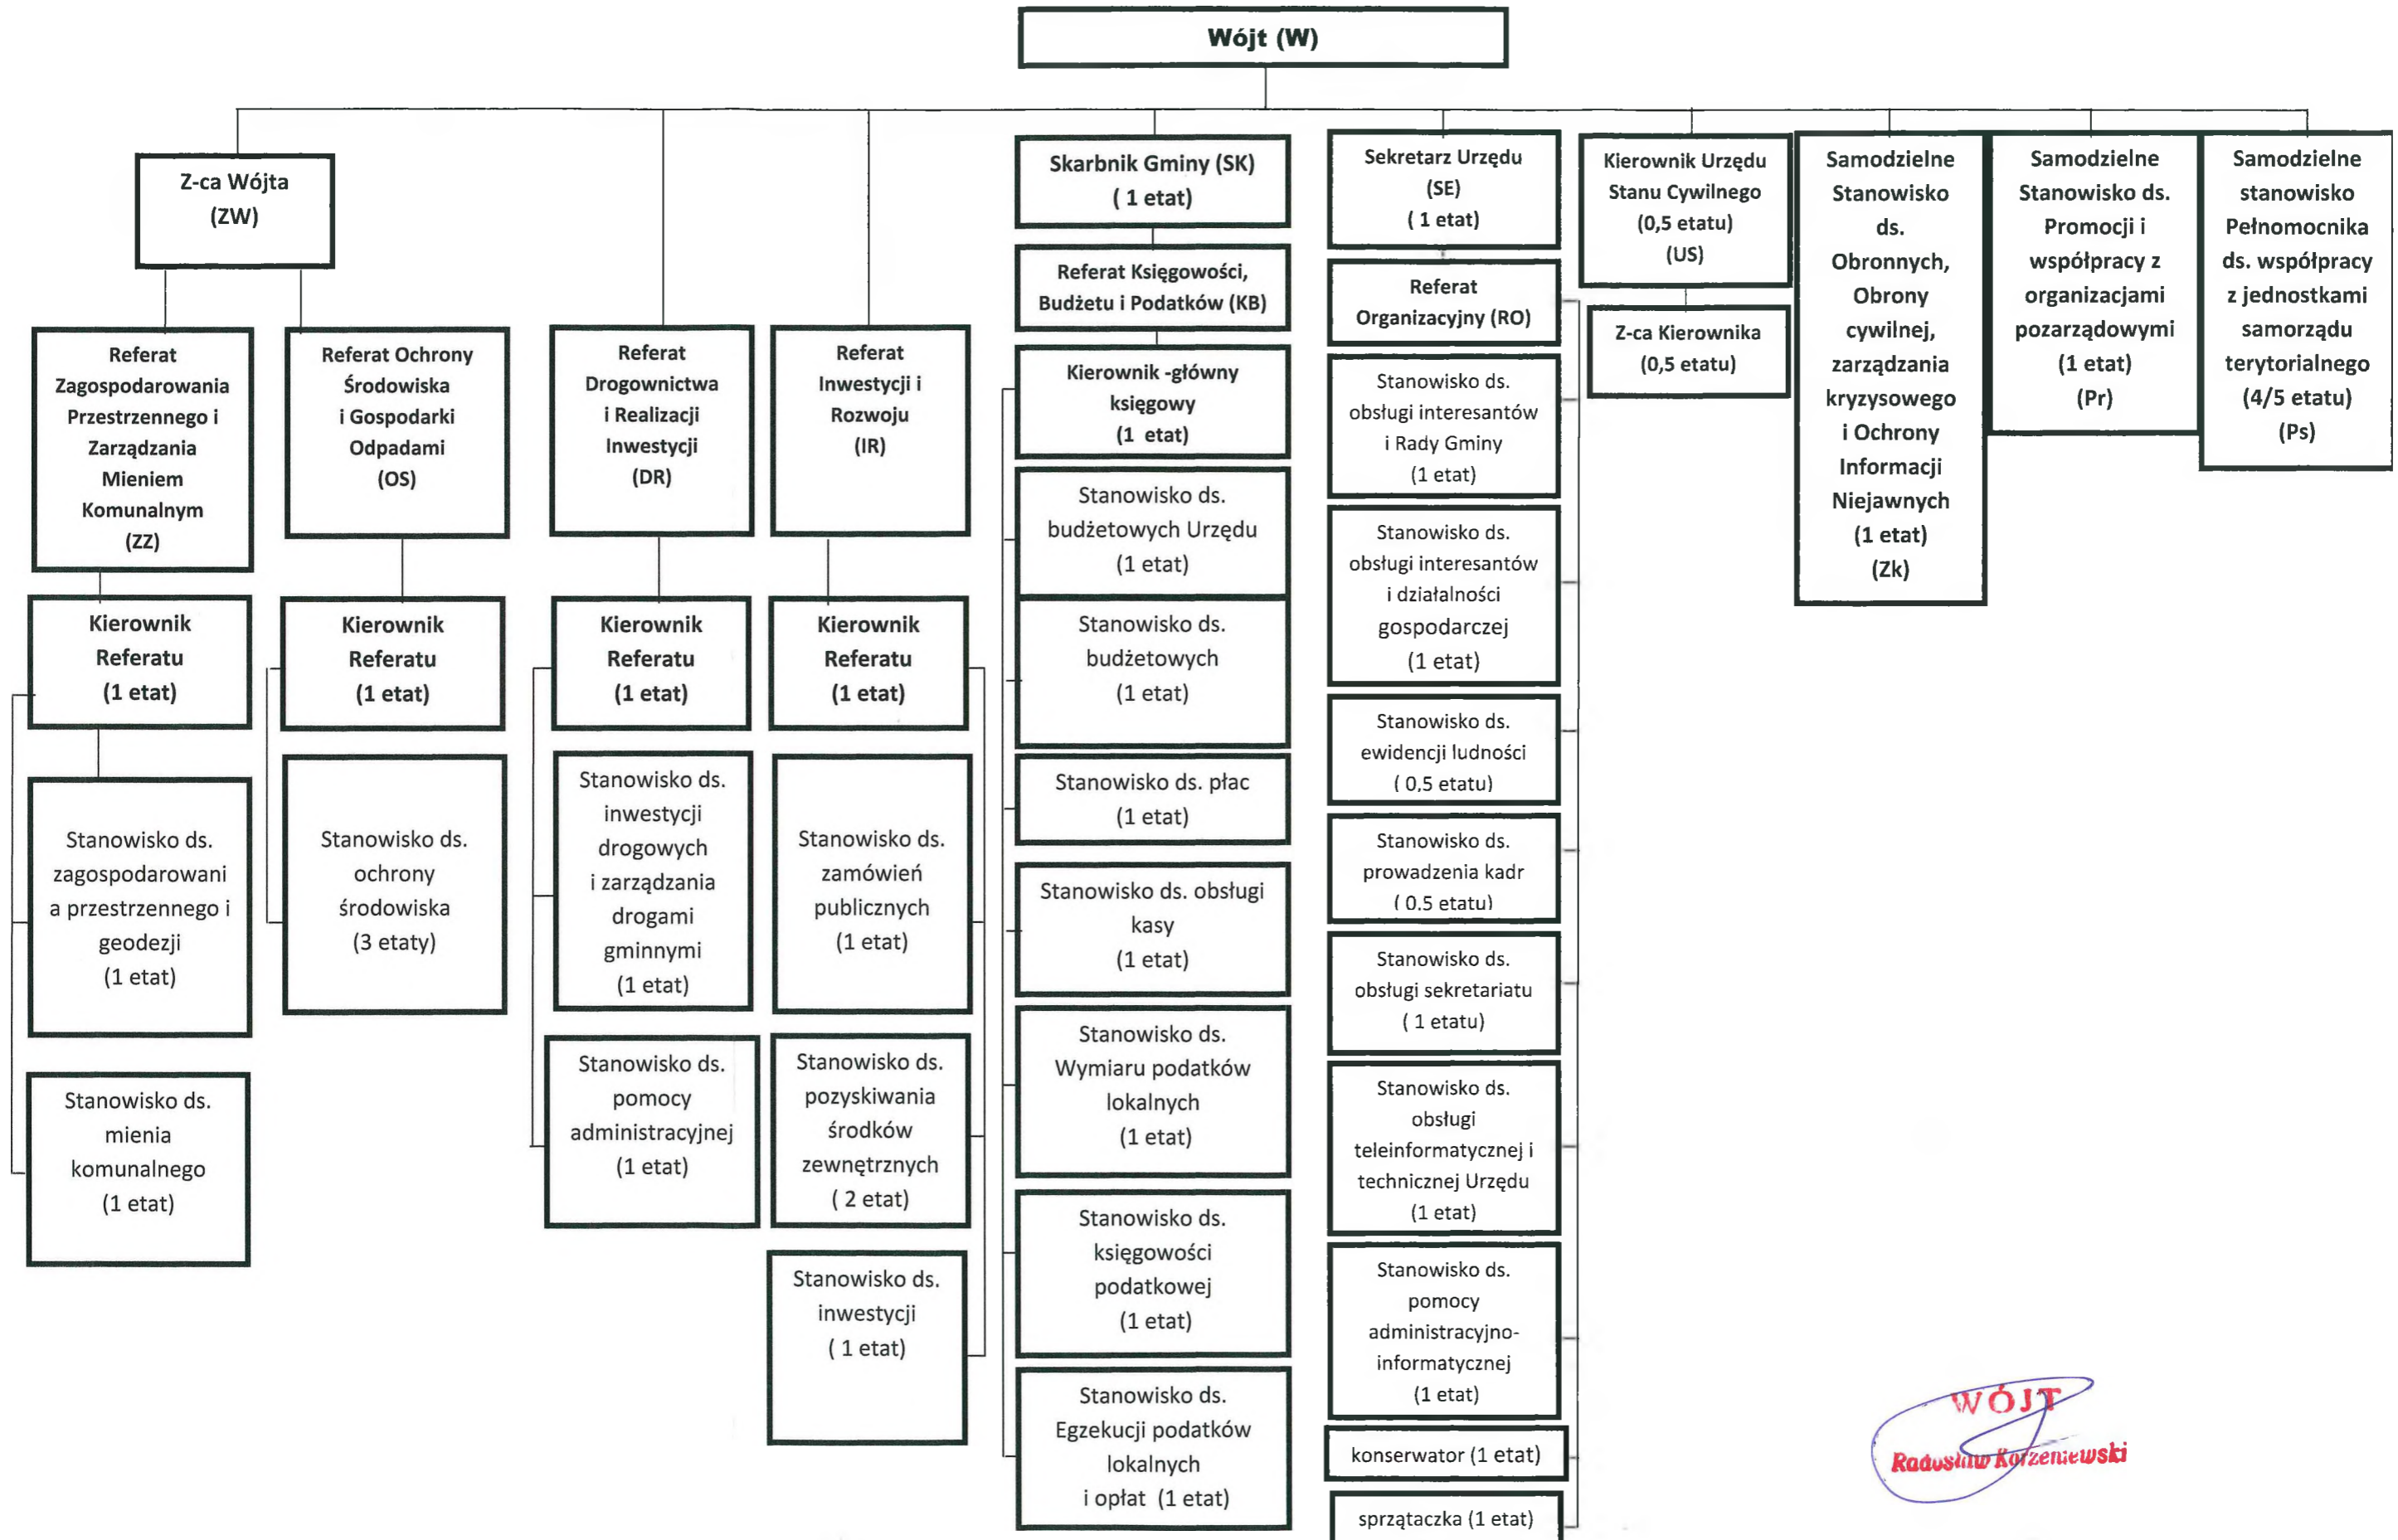 Wójt (W)
Z-ca Wójta
(ZW)
Referat
Zagospodarowania
Przestrzennego i
Zarządzania
Mieniem
Komunalnym
(ZZ)
Kierownik
Referatu
(1 etat)
Stanowisko ds.
zagospodarowani
a przestrzennego i
geodezji
(1 etat)
Stanowisko ds.
mienia
komunalnego
(1 etat)
Referat Ochrony
Środowiska
i Gospodarki
Odpadami
(OS)
Kierownik
Referatu
(1 etat)
Stanowisko ds.
ochrony
środowiska
(3 etaty)
Referat
Drogownictwa
i Realizacji
Inwestycji
(DR)
Kierownik
Referatu
(1 etat)
Stanowisko ds.
inwestycji
drogowych
i zarządzania
drogami
gminnymi
(1 etat)
Stanowisko ds.
pomocy
administracyjnej
(1 etat)
Referat
Inwestycji i
Rozwoju
(IR)
Kierownik
Referatu
(1 etat)
Stanowisko ds.
zamówień
publicznych
(1 etat)
Stanowisko ds.
pozyskiwania
środków
zewnętrznych
( 2 etat)
Stanowisko ds.
inwestycji
( 1 etat)
Skarbnik Gminy (SK)
( 1 etat)
Referat Księgowości,
Budżetu i Podatków (KB)
Kierownik -główny
księgowy
(1 etat)
Stanowisko ds.
budżetowych Urzędu
(1 etat)
Stanowisko ds.
budżetowych
(1 etat)
Stanowisko ds. płac
(1 etat)
Stanowisko ds. obsługi
kasy
(1 etat)
Stanowisko ds.
Wymiaru podatków
lokalnych
(1 etat)
Stanowisko ds.
księgowości
podatkowej
(1 etat)
Stanowisko ds.
Egzekucji podatków
lokalnych
i opłat (1 etat)
Sekretarz Urzędu
(SE)
( 1 etat)
Referat
Organizacyjny (RO)
Stanowisko ds.
obsługi interesantów
i Rady Gminy
(1 etat)
Stanowisko ds.
obsługi interesantów
i działalności
gospodarczej
(1 etat)
Stanowisko ds.
ewidencji ludności
( 0,5 etatu)
Stanowisko ds.
prowadzenia kadr
( 0.5 etatu)
Stanowisko ds.
obsługi sekretariatu
( 1 etatu)
Stanowisko ds.
obsługi
teleinformatycznej i
technicznej Urzędu
(1 etat)
Stanowisko ds.
pomocy
administracyjno-
informatycznej
(1 etat)
konserwator (1 etat)
sprzątaczka (1 etat)
Kierownik Urzędu
Stanu Cywilnego
(0,5 etatu)
(US)
Z-ca Kierownika
(0,5 etatu)
Samodzielne
Stanowisko
ds.
Obronnych,
Obrony
cywilnej,
zarządzania
kryzysowego
i Ochrony
Informacji
Niejawnych
(1 etat)
(Zk)
Samodzielne
Stanowisko ds.
Promocji i
współpracy z
organizacjami
pozarządowymi
(1 etat)
(Pr)
Samodzielne
stanowisko
Pełnomocnika
ds. współpracy
z jednostkami
samorządu
terytorialnego
(4/5 etatu)
(Ps)
WÓJT
Radosław Korzeniewski